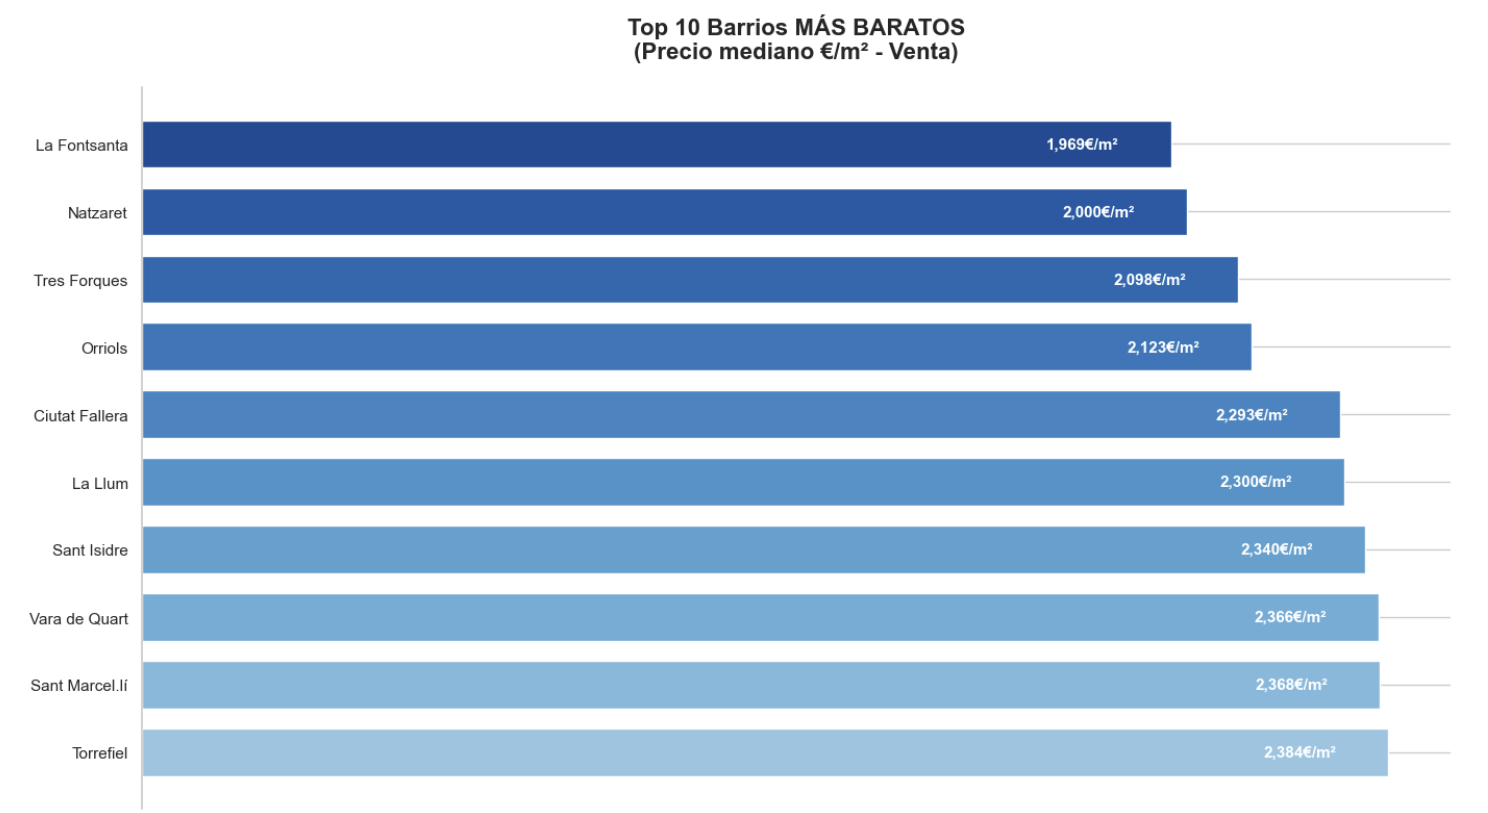 Top 10 Barrios MÁS BARATOS
(Precio mediano €/m² - Venta)
La Fontsanta 1,969€/m²
Natzaret 2,000€/m²
Tres Forques 2,098€/m²
Orriols 2,123€/m²
Ciutat Fallera 2,293€/m²
La Llum 2,300€/m²
Sant Isidre 2,340€/m²
Vara de Quart 2,366€/m²
Sant Marcel.lí 2,368€/m²
Torrefiel 2,384€/m²